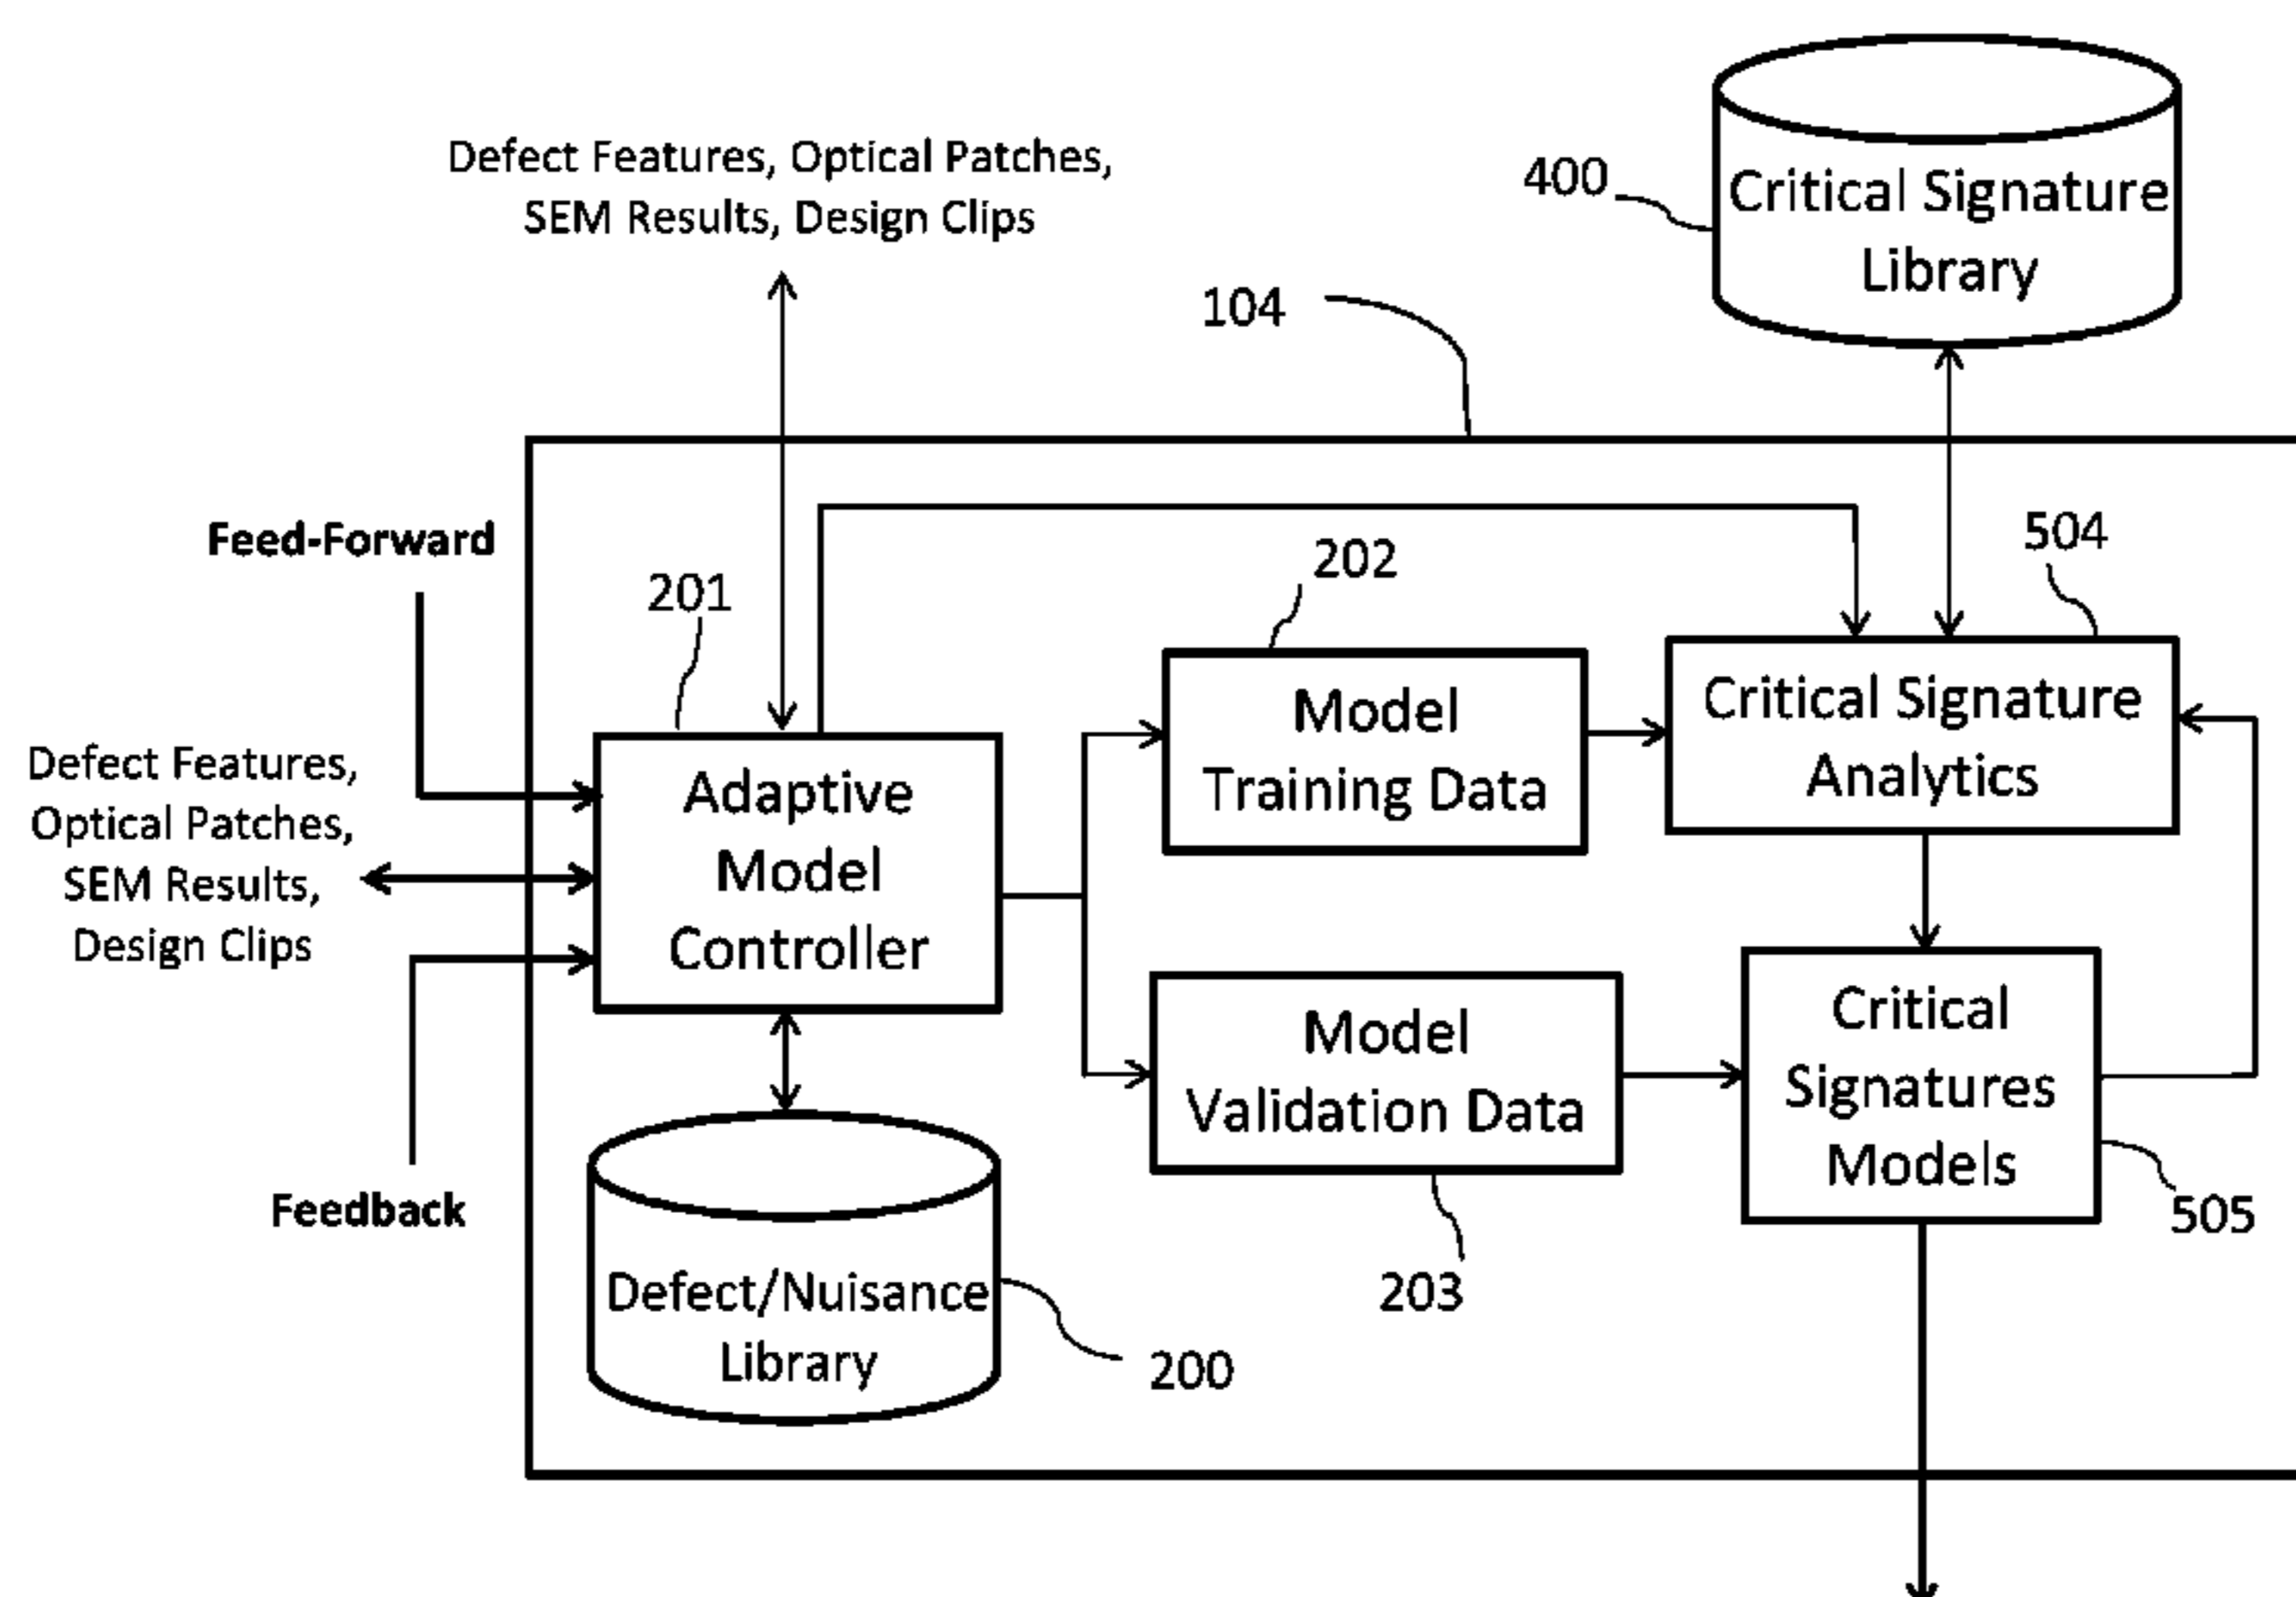 Defect Features, Optical Patches,
SEM Results, Design Clips
400
Critical Signature
Library
104
Feed-Forward
201
202
504
Defect Features,
Optical Patches,
SEM Results,
Design Clips
Adaptive
Model
Controller
Model
Training Data
Critical Signature
Analytics
Model
Validation Data
Critical
Signatures
Models
Feedback
203
505
Defect/Nuisance
Library
200